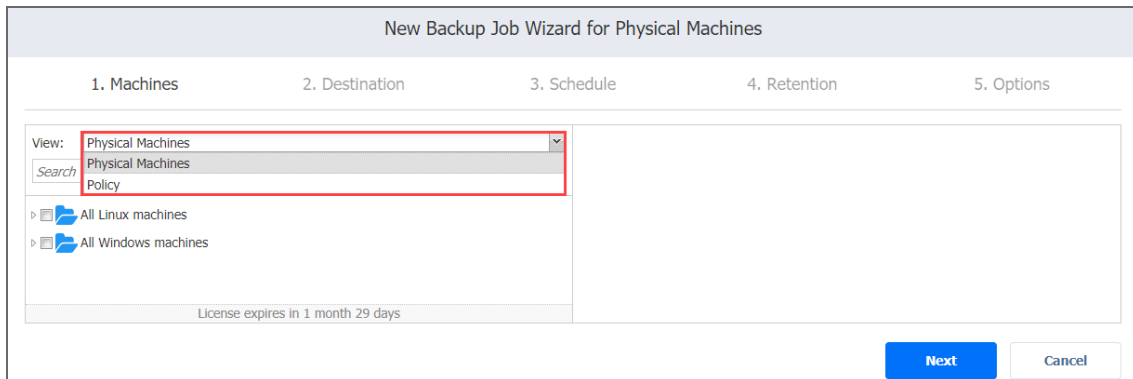 New Backup Job Wizard for Physical Machines
1. Machines 2. Destination 3. Schedule 4. Retention 5. Options
View: Physical Machines
Search Physical Machines
Policy
All Linux machines
All Windows machines
License expires in 1 month 29 days
Next Cancel